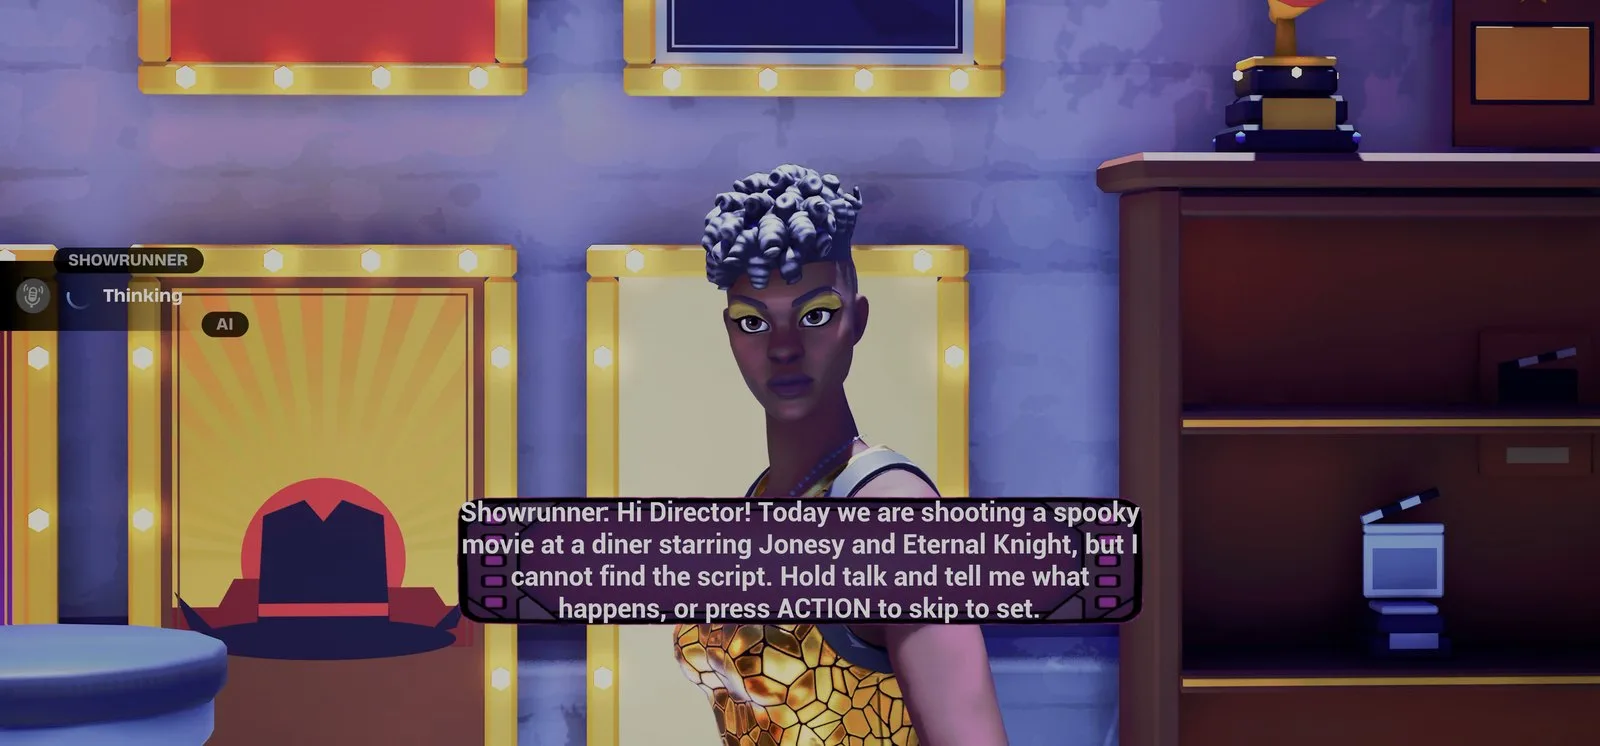 SHOWRUNNER
Thinking
AI
Showrunner: Hi Director! Today we are shooting a spooky
movie at a diner starring Jonesy and Eternal Knight, but I
cannot find the script. Hold talk and tell me what
happens, or press ACTION to skip to set.